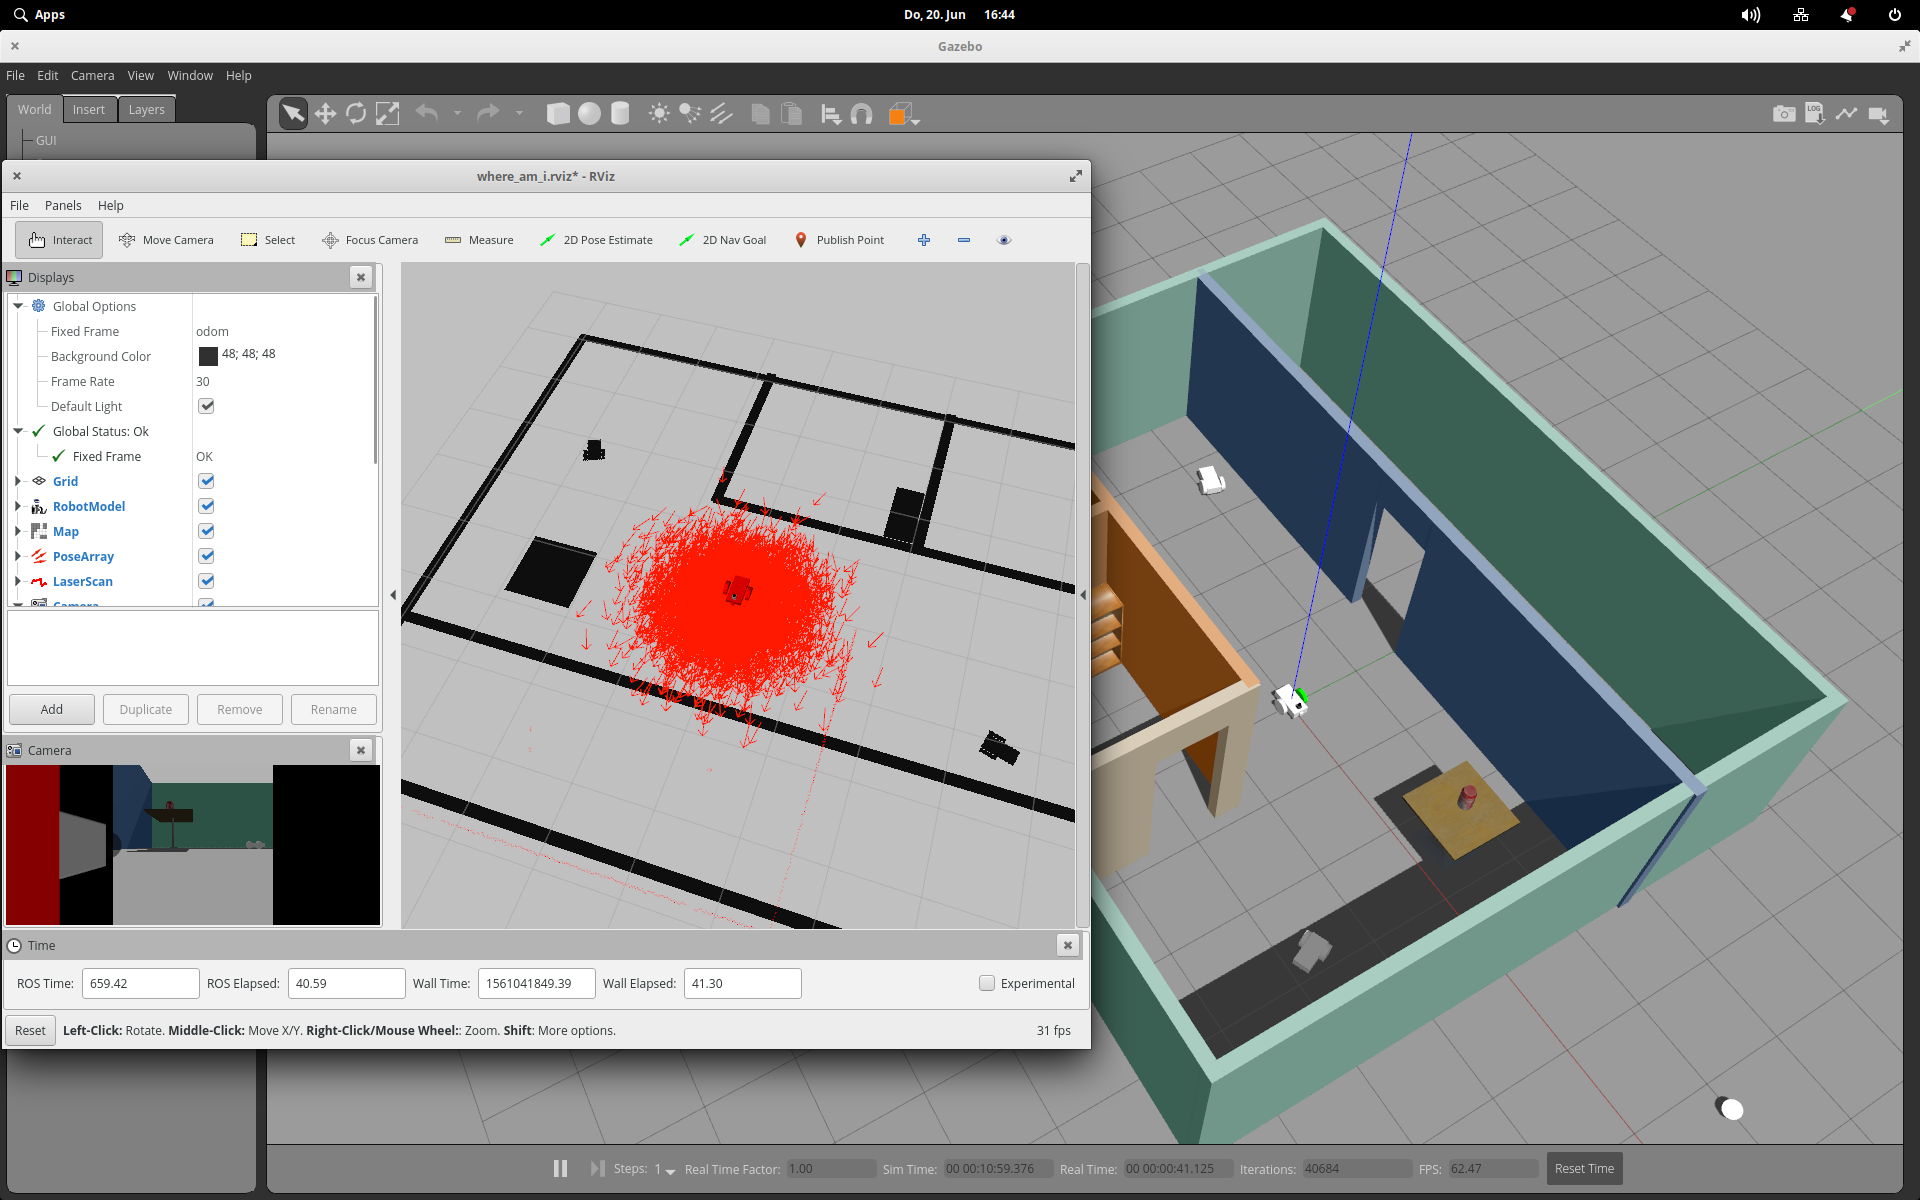 Apps
Do, 20. Jun 16:44
Gazebo
File Edit Camera View Window Help
World Insert Layers
GUI
LOG
where_am_i.rviz* - RViz
File Panels Help
Interact Move Camera Select Focus Camera Measure 2D Pose Estimate 2D Nav Goal Publish Point
Displays
Global Options
Fixed Frame odom
Background Color 48; 48; 48
Frame Rate 30
Default Light
Global Status: Ok
Fixed Frame OK
Grid
RobotModel
Map
PoseArray
LaserScan
Camera
Add Duplicate Remove Rename
Camera
Time
ROS Time: 659.42 ROS Elapsed: 40.59 Wall Time: 1561041849.39 Wall Elapsed: 41.30 Experimental
Reset Left-Click: Rotate. Middle-Click: Move X/Y. Right-Click/Mouse Wheel:: Zoom. Shift: More options. 31 fps
Steps: 1 Real Time Factor: 1.00 Sim Time: 00 00:10:59.376 Real Time: 00 00:00:41.125 Iterations: 40684 FPS: 62.47 Reset Time